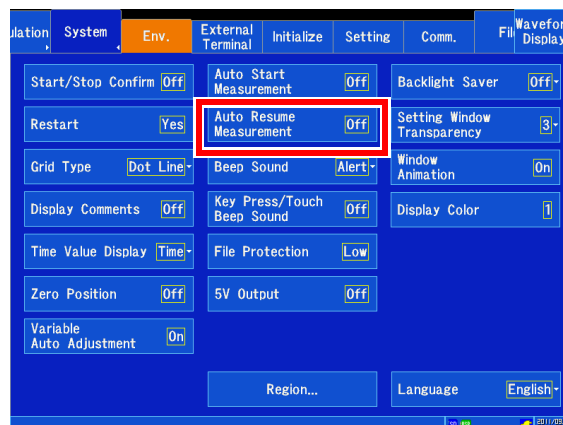 ulation
System
Env.
External
Terminal
Initialize
Setting
Comm.
Fil
Wavefor
Display
Start/Stop Confirm Off
Auto Start
Measurement Off
Backlight Saver Off
Restart Yes
Auto Resume
Measurement Off
Setting Window
Transparency 3
Grid Type Dot Line
Beep Sound Alert
Window
Animation On
Display Comments Off
Key Press/Touch
Beep Sound Off
Display Color 1
Time Value Display Time
File Protection Low
Zero Position Off
5V Output Off
Variable
Auto Adjustment On
Region...
Language English